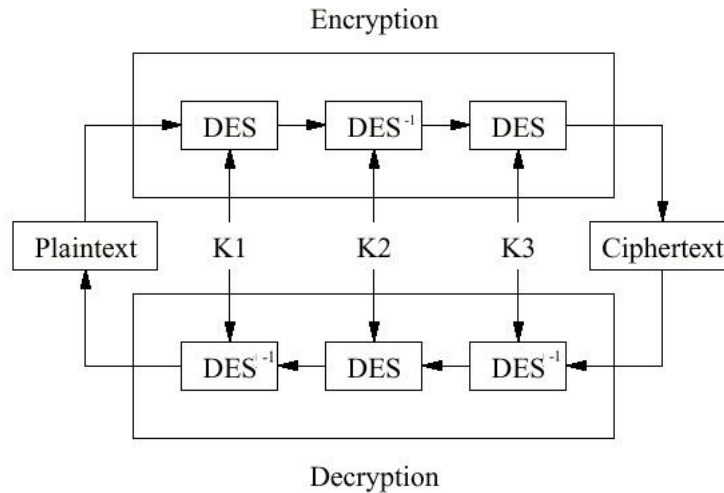 Encryption
DES DES⁻¹ DES
Plaintext K1 K2 K3 Ciphertext
DES⁻¹ DES DES⁻¹
Decryption